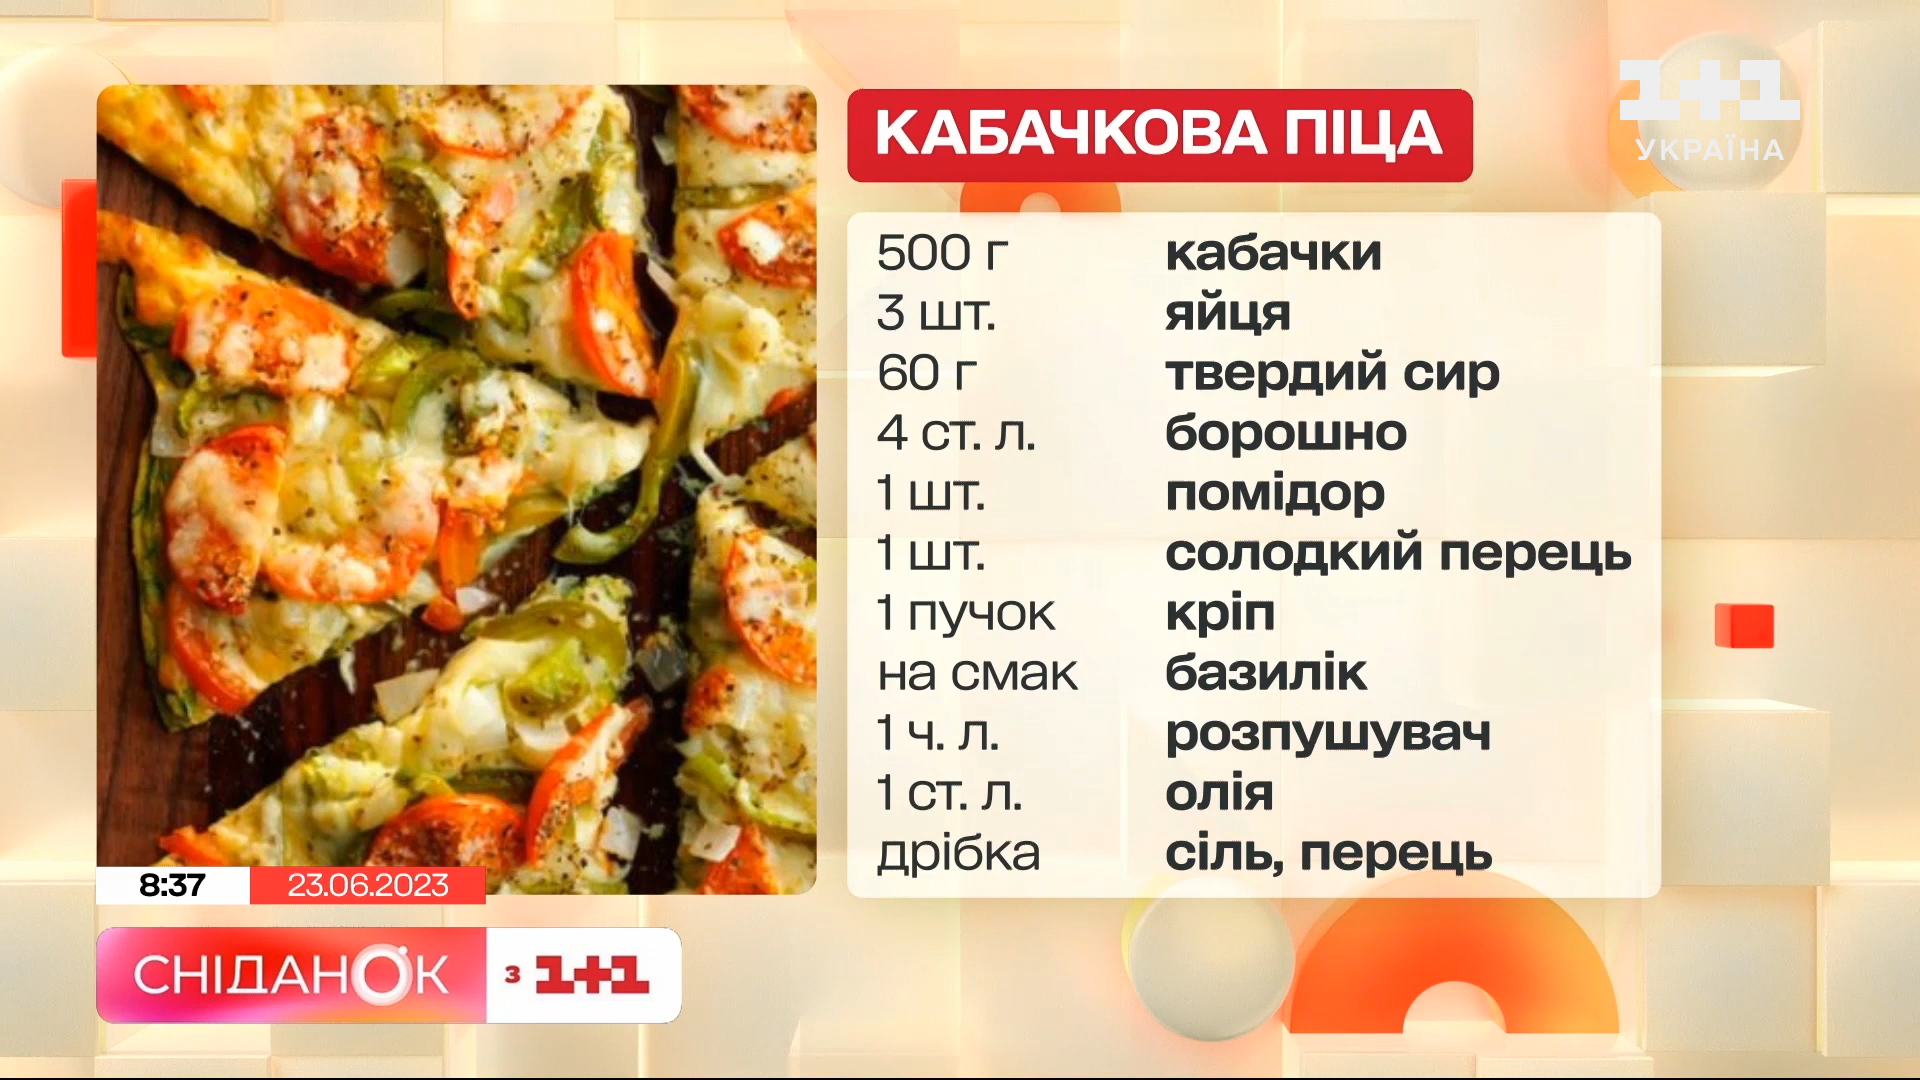 КАБАЧКОВА ПІЦА
1+1
УКРАЇНА
500 г кабачки
3 шт. яйця
60 г твердий сир
4 ст. л. борошно
1 шт. помідор
1 шт. солодкий перець
1 пучок кріп
на смак базилік
1 ч. л. розпушувач
1 ст. л. олія
дрібка сіль, перець
8:37 23.06.2023
СНІДАНОК З 1+1